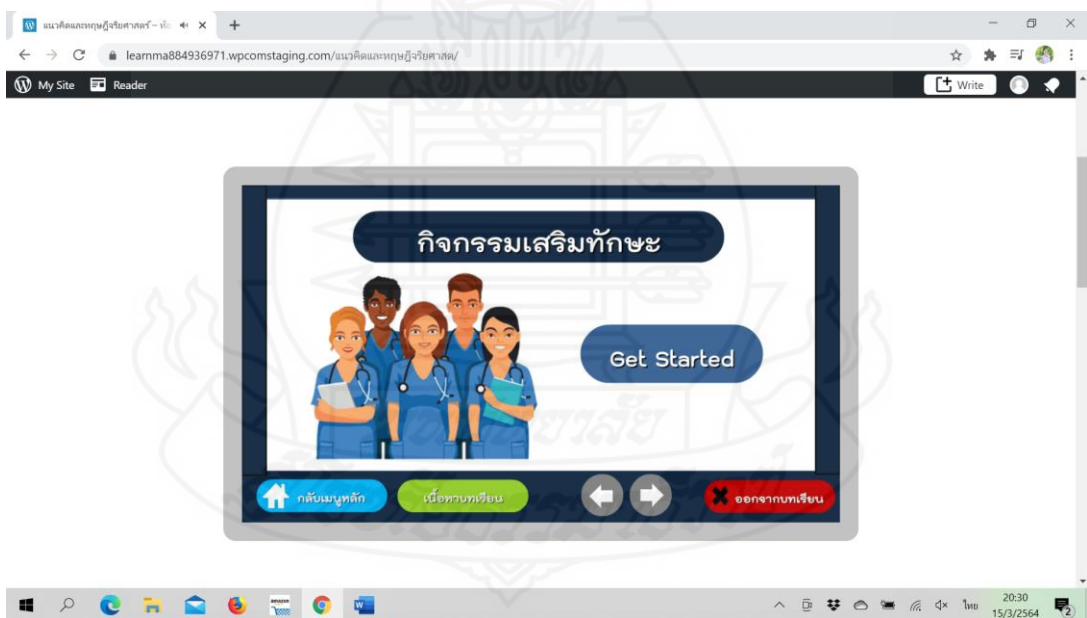 แนวคิดและทฤษฎีจริยศาสตร์ – ห้อ
learnma884936971.wpcomstaging.com/แนวคิดและทฤษฎีจริยศาสต/
My Site Reader Write
กิจกรรมเสริมทักษะ
Get Started
กลับเมนูหลัก เนื้อหาบทเรียน ออกจากบทเรียน
ไทย 20:30
15/3/2564 2